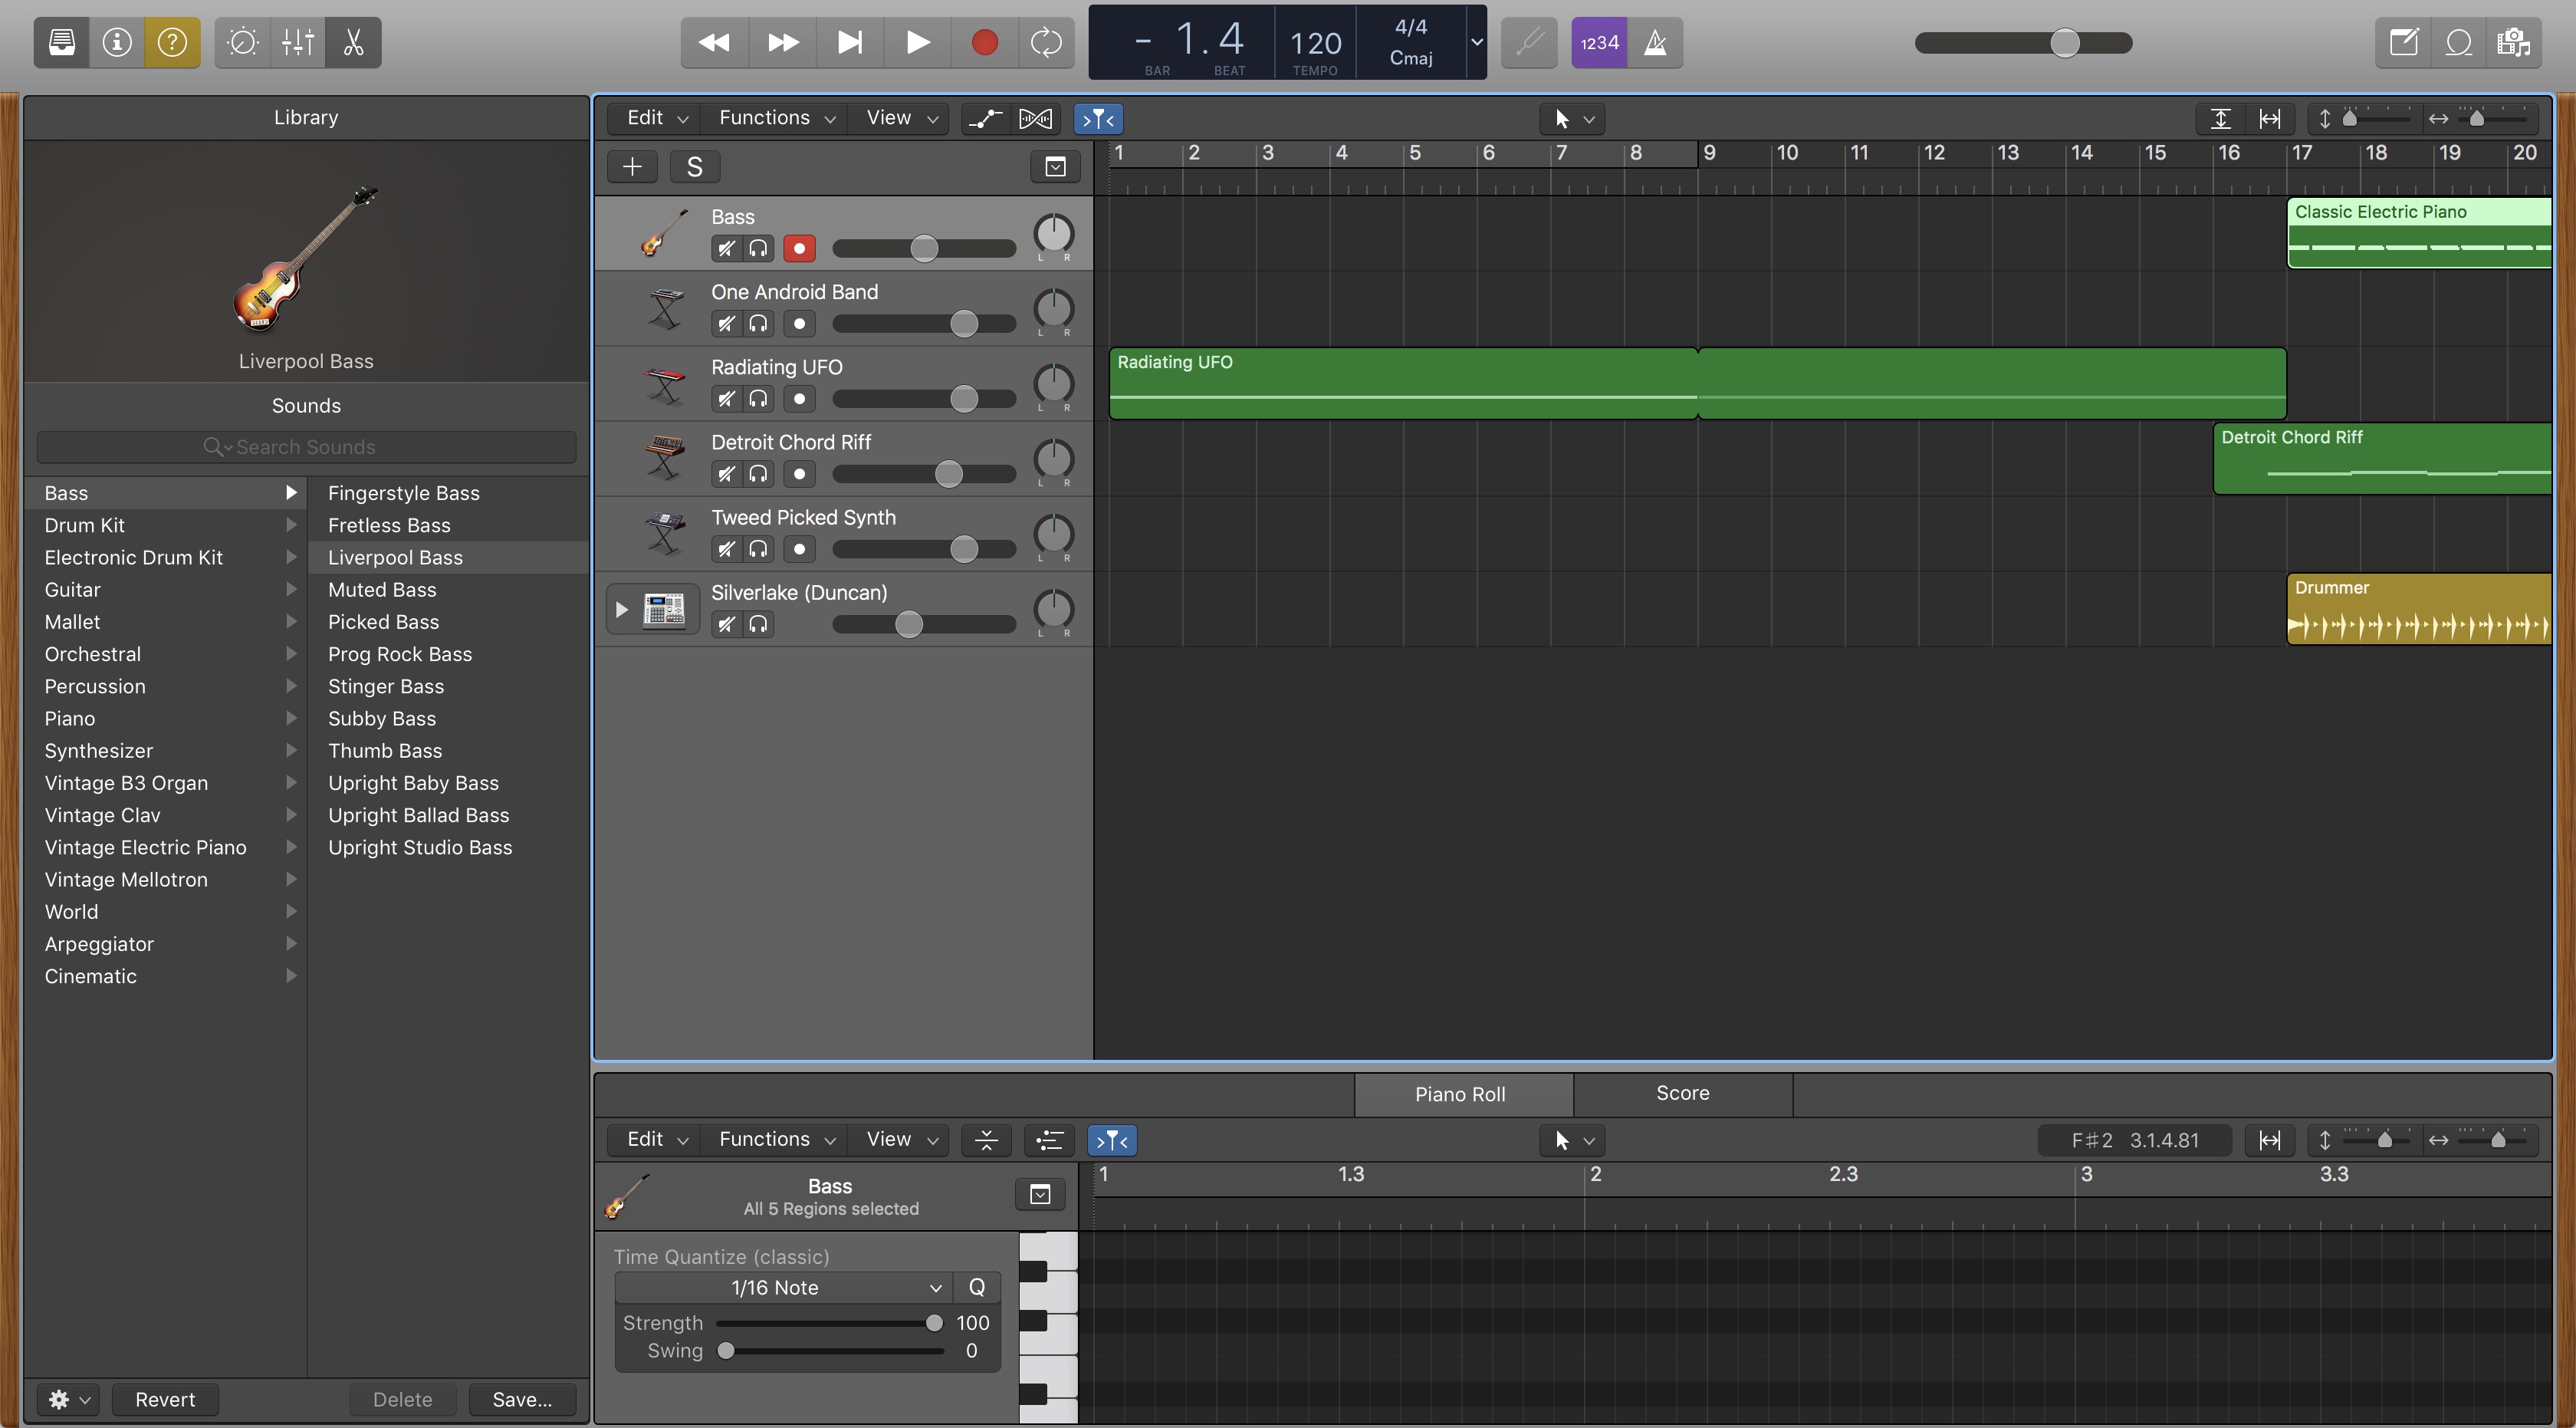 - 1.4
BAR
BEAT
120
TEMPO
4/4
Cmaj
1234
Library
Liverpool Bass
Sounds
Search Sounds
Bass
Drum Kit
Electronic Drum Kit
Guitar
Mallet
Orchestral
Percussion
Piano
Synthesizer
Vintage B3 Organ
Vintage Clav
Vintage Electric Piano
Vintage Mellotron
World
Arpeggiator
Cinematic
Fingerstyle Bass
Fretless Bass
Liverpool Bass
Muted Bass
Picked Bass
Prog Rock Bass
Stinger Bass
Subby Bass
Thumb Bass
Upright Baby Bass
Upright Ballad Bass
Upright Studio Bass
Revert
Delete
Save...
Edit
Functions
View
S
1 2 3 4 5 6 7 8 9 10 11 12 13 14 15 16 17 18 19 20
Bass
L R
One Android Band
L R
Radiating UFO
L R
Detroit Chord Riff
L R
Tweed Picked Synth
L R
Silverlake (Duncan)
L R
Classic Electric Piano
Radiating UFO
Detroit Chord Riff
Drummer
Piano Roll
Score
Edit
Functions
View
F♯2 3.1.4.81
Bass
All 5 Regions selected
1 1.3 2 2.3 3 3.3
Time Quantize (classic)
1/16 Note
Q
Strength
100
Swing
0